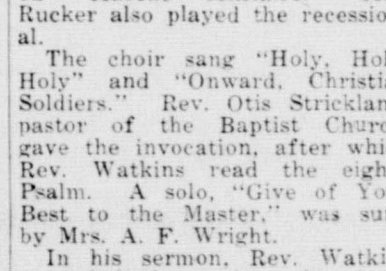 Rucker also played the recessio
al.
The choir sang "Holy, Hol
Holy" and "Onward, Christia
Soldiers." Rev. Otis Stricklan
pastor of the Baptist Churc
gave the invocation, after whi
Rev. Watkins read the eigh
Psalm. A solo, "Give of Yo
Best to the Master," was su
by Mrs. A. F. Wright.
In his sermon, Rev. Watki